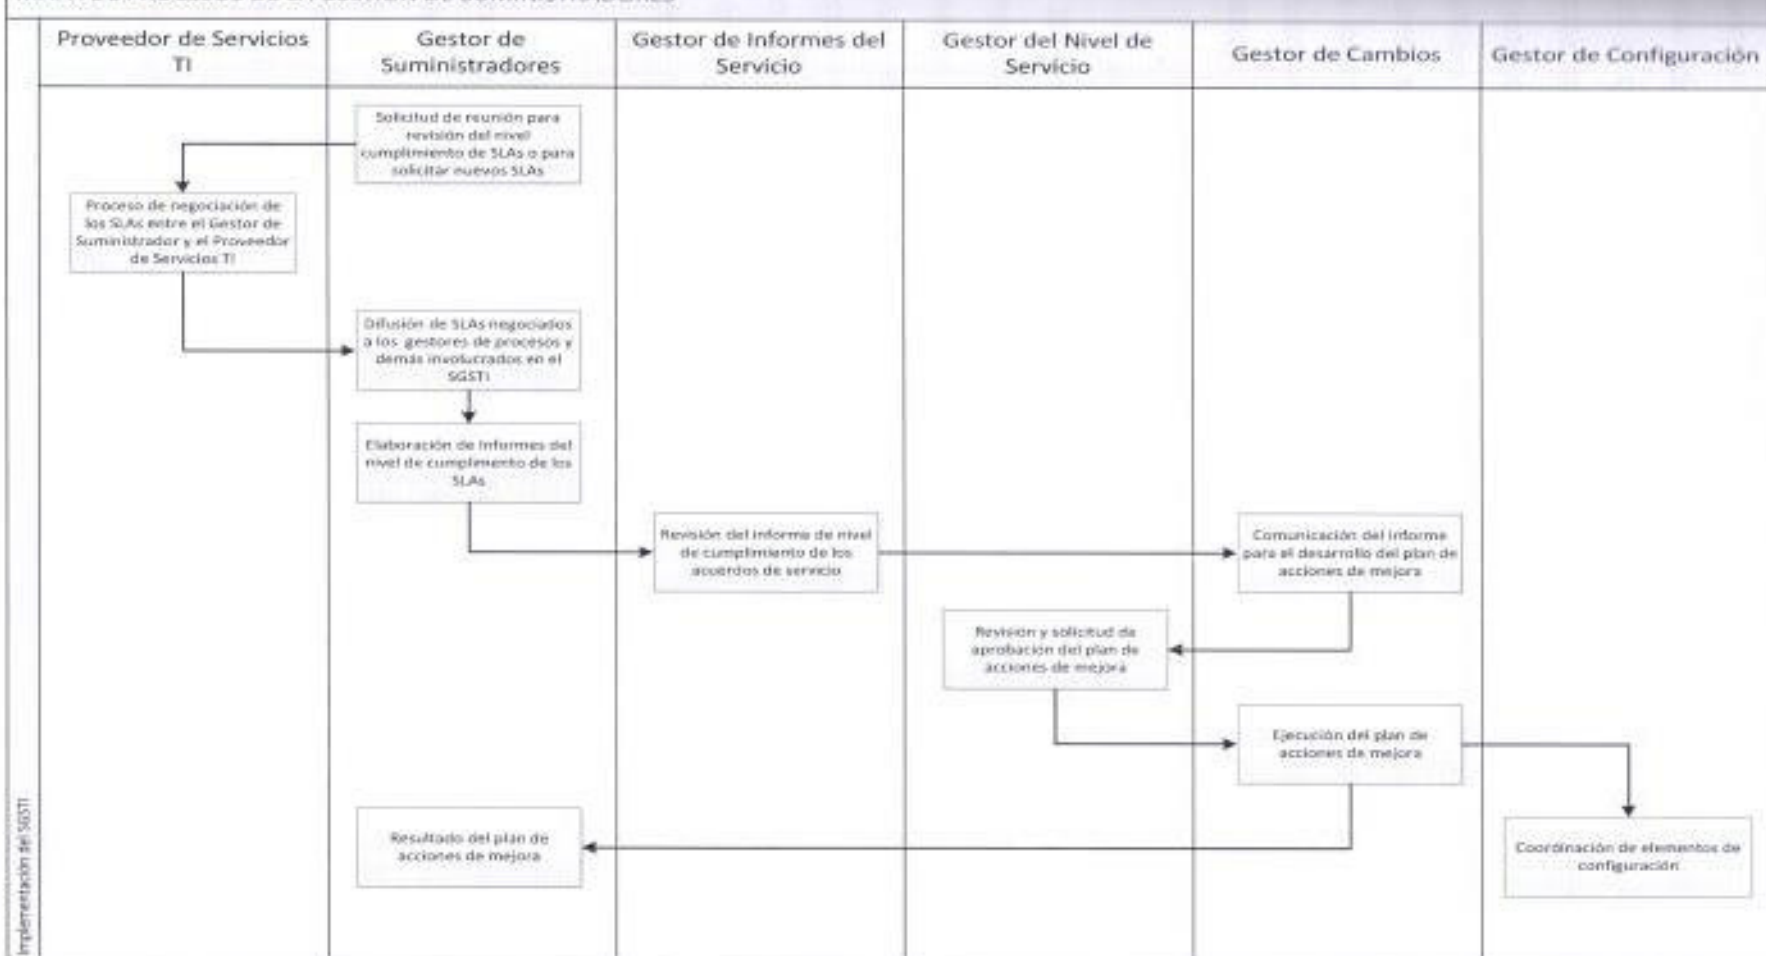 Proveedor de Servicios
TI
Gestor de
Suministradores
Gestor de Informes del
Servicio
Gestor del Nivel de
Servicio
Gestor de Cambios
Gestor de Configuración
Solicitud de reunión para
revisión del nivel
cumplimiento de SLAs o para
solicitar nuevos SLAs
Proceso de negociación de
los SLAs entre el Gestor de
Suministrador y el Proveedor
de Servicios TI
Difusión de SLAs negociados
a los gestores de procesos y
demás involucrados en el
SGSTI
Elaboración de Informes del
nivel de cumplimento de los
SLAs
Revisión del informe de nivel
de cumplimiento de los
acuerdos de servicio
Comunicación del informe
para el desarrollo del plan de
acciones de mejora
Revisión y solicitud de
aprobación del plan de
acciones de mejora
Ejecución del plan de
acciones de mejora
Resultado del plan de
acciones de mejora
Coordinación de elementos de
configuración
Implementación del SGSTI